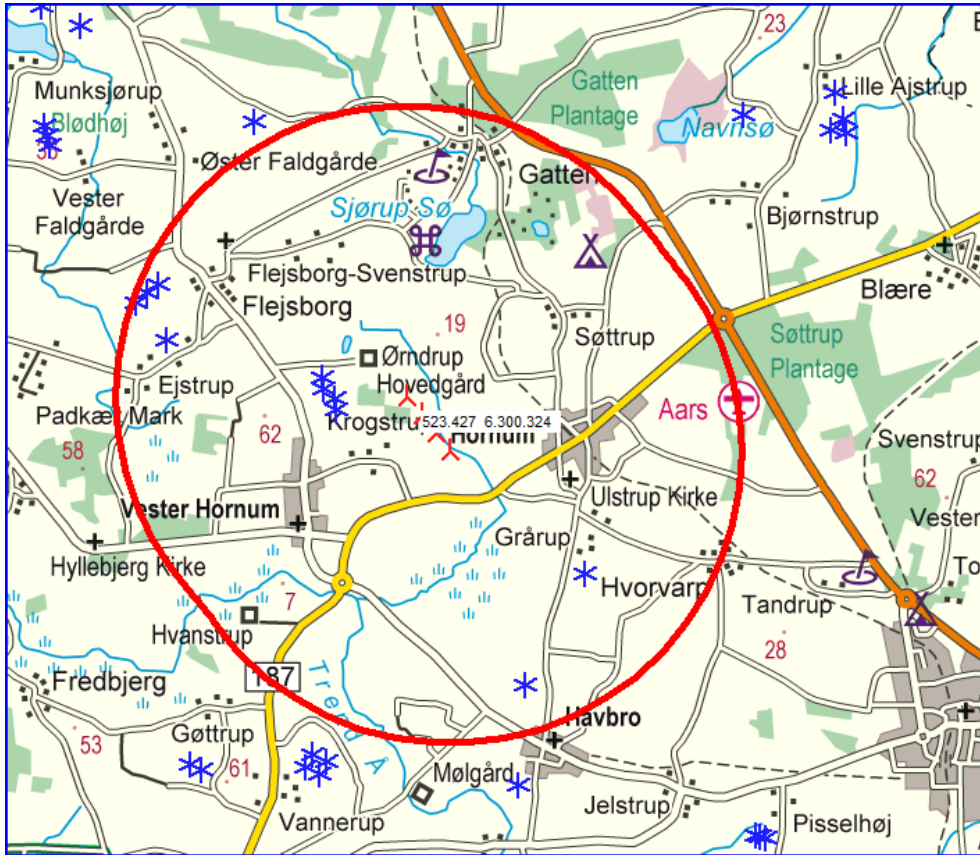 23
E
Munksjørup
Blødhøj
Gatten
Plantage
Lille Ajstrup
Navnsø
Øster Faldgårde
Vester
Faldgårde
Gatten
Sjørup Sø
Bjørnstrup
Flejsborg-Svenstrup
Flejsborg
Blære
19
Søttrup
Søttrup
Plantage
Ørndrup
Hovedgård
Ejstrup
Padkær Mark
Aars
62
523.427 6.300.324
Hornum
58
Svenstrup
62
Ulstrup Kirke
Vester Hornum
Vester
Grårup
Hyllebjerg Kirke
Hvorvarp
7
Tandrup
To
Hvanstrup
28
187
Fredbjerg
Trend Å
Havbro
53
Gøttrup
61
Mølgård
Jelstrup
Vannerup
Pisselhøj